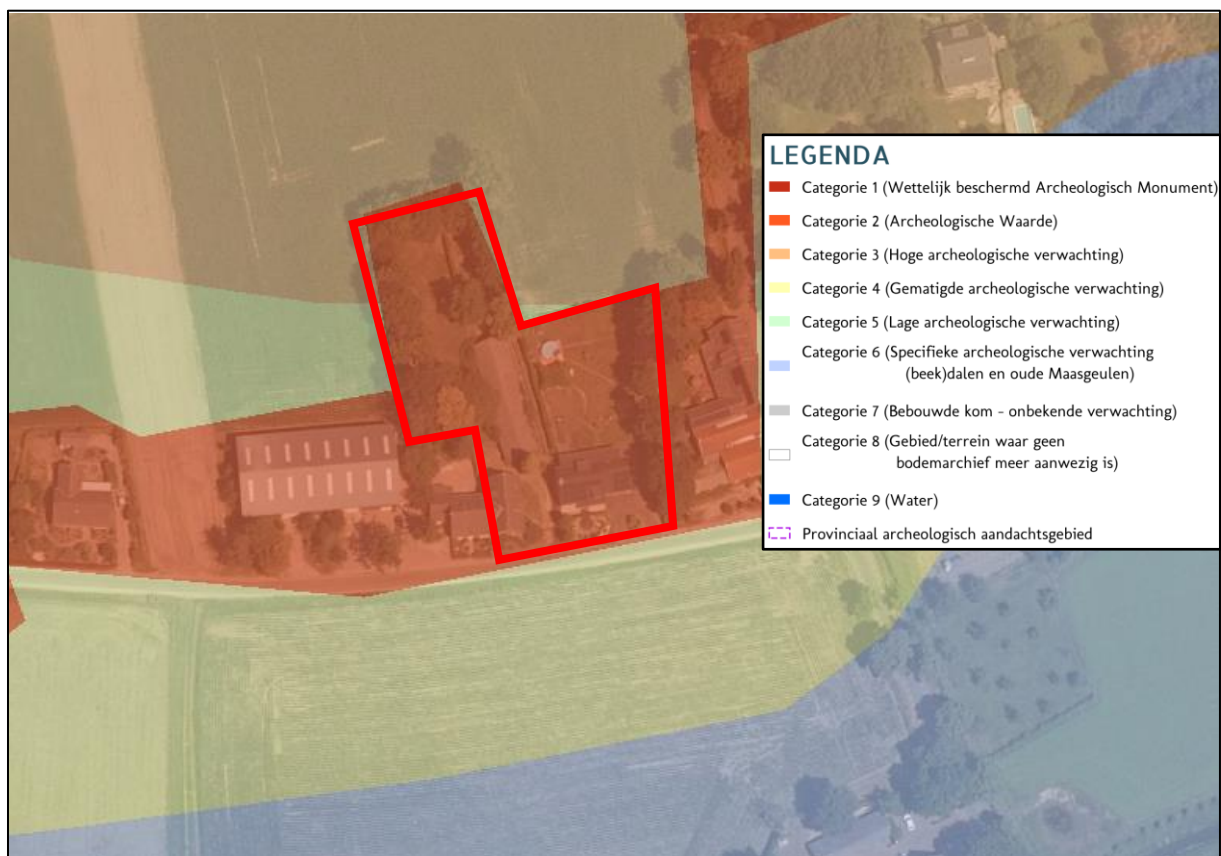 LEGENDA
Categorie 1 (Wettelijk beschermd Archeologisch Monument)
Categorie 2 (Archeologische Waarde)
Categorie 3 (Hoge archeologische verwachting)
Categorie 4 (Gematigde archeologische verwachting)
Categorie 5 (Lage archeologische verwachting)
Categorie 6 (Specifieke archeologische verwachting
(beek)dalen en oude Maasgeulen)
Categorie 7 (Bebouwde kom - onbekende verwachting)
Categorie 8 (Gebied/terrein waar geen
bodemarchief meer aanwezig is)
Categorie 9 (Water)
Provinciaal archeologisch aandachtsgebied